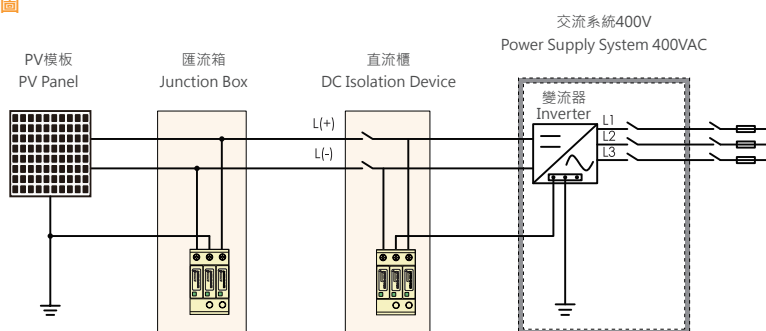 圖
交流系統400V
Power Supply System 400VAC
PV模板
PV Panel
匯流箱
Junction Box
直流櫃
DC Isolation Device
變流器
Inverter
L(+)
L(-)
L1
L2
L3